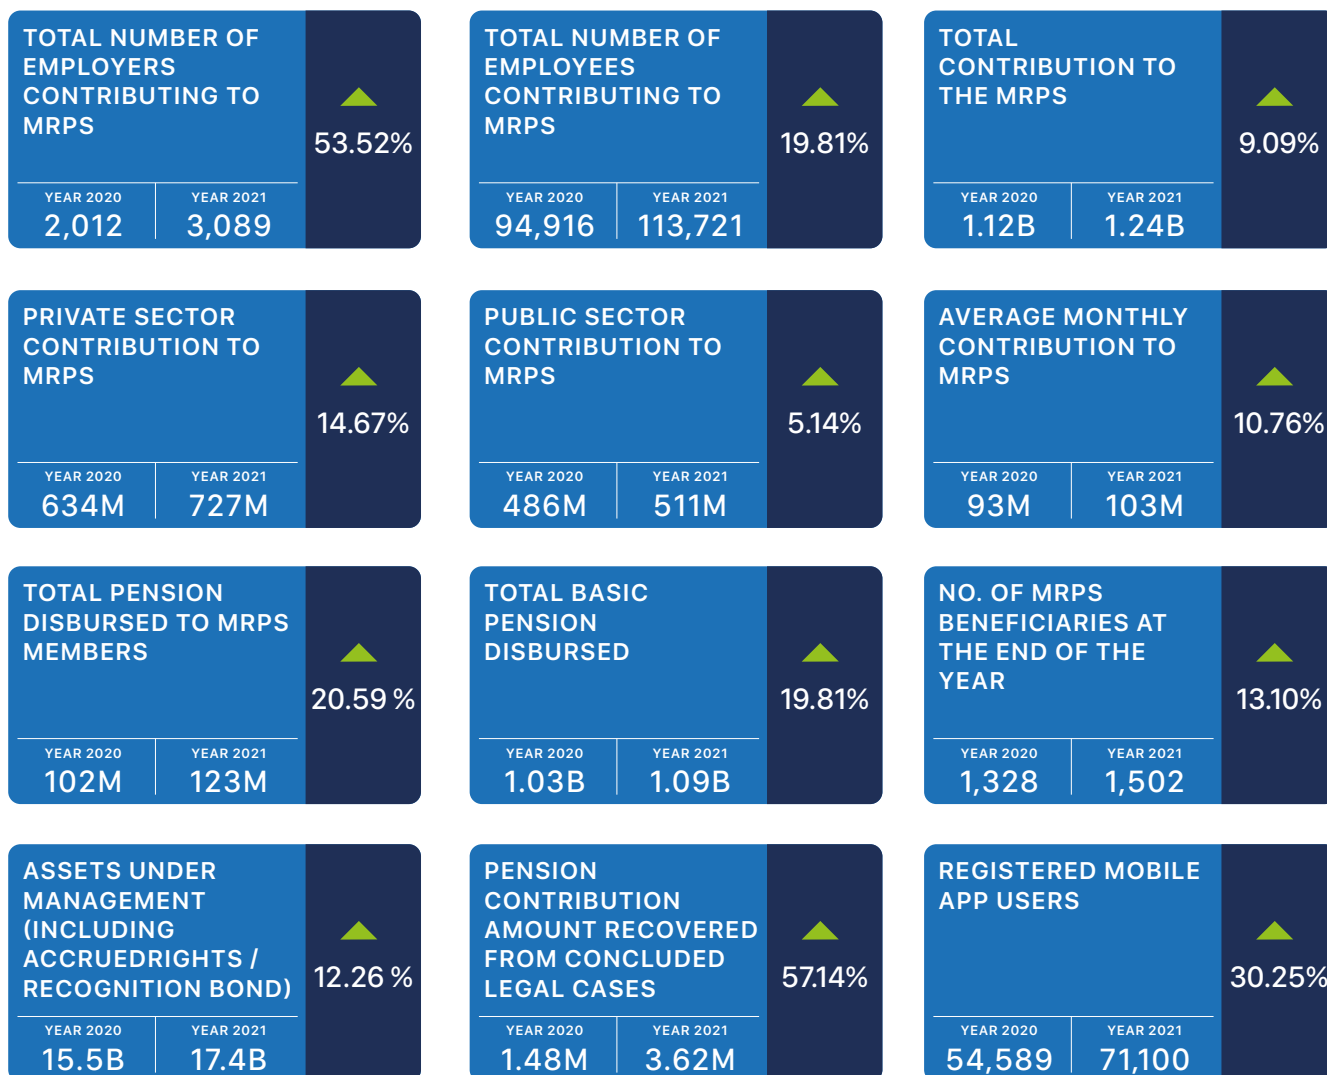 TOTAL NUMBER OF
EMPLOYERS
CONTRIBUTING TO
MRPS
53.52%
YEAR 2020
2,012
YEAR 2021
3,089
TOTAL NUMBER OF
EMPLOYEES
CONTRIBUTING TO
MRPS
19.81%
YEAR 2020
94,916
YEAR 2021
113,721
TOTAL
CONTRIBUTION TO
THE MRPS
9.09%
YEAR 2020
1.12B
YEAR 2021
1.24B
PRIVATE SECTOR
CONTRIBUTION TO
MRPS
14.67%
YEAR 2020
634M
YEAR 2021
727M
PUBLIC SECTOR
CONTRIBUTION TO
MRPS
5.14%
YEAR 2020
486M
YEAR 2021
511M
AVERAGE MONTHLY
CONTRIBUTION TO
MRPS
10.76%
YEAR 2020
93M
YEAR 2021
103M
TOTAL PENSION
DISBURSED TO MRPS
MEMBERS
20.59 %
YEAR 2020
102M
YEAR 2021
123M
TOTAL BASIC
PENSION
DISBURSED
19.81%
YEAR 2020
1.03B
YEAR 2021
1.09B
NO. OF MRPS
BENEFICIARIES AT
THE END OF THE
YEAR
13.10%
YEAR 2020
1,328
YEAR 2021
1,502
ASSETS UNDER
MANAGEMENT
(INCLUDING
ACCRUEDRIGHTS /
RECOGNITION BOND)
12.26 %
YEAR 2020
15.5B
YEAR 2021
17.4B
PENSION
CONTRIBUTION
AMOUNT RECOVERED
FROM CONCLUDED
LEGAL CASES
57.14%
YEAR 2020
1.48M
YEAR 2021
3.62M
REGISTERED MOBILE
APP USERS
30.25%
YEAR 2020
54,589
YEAR 2021
71,100